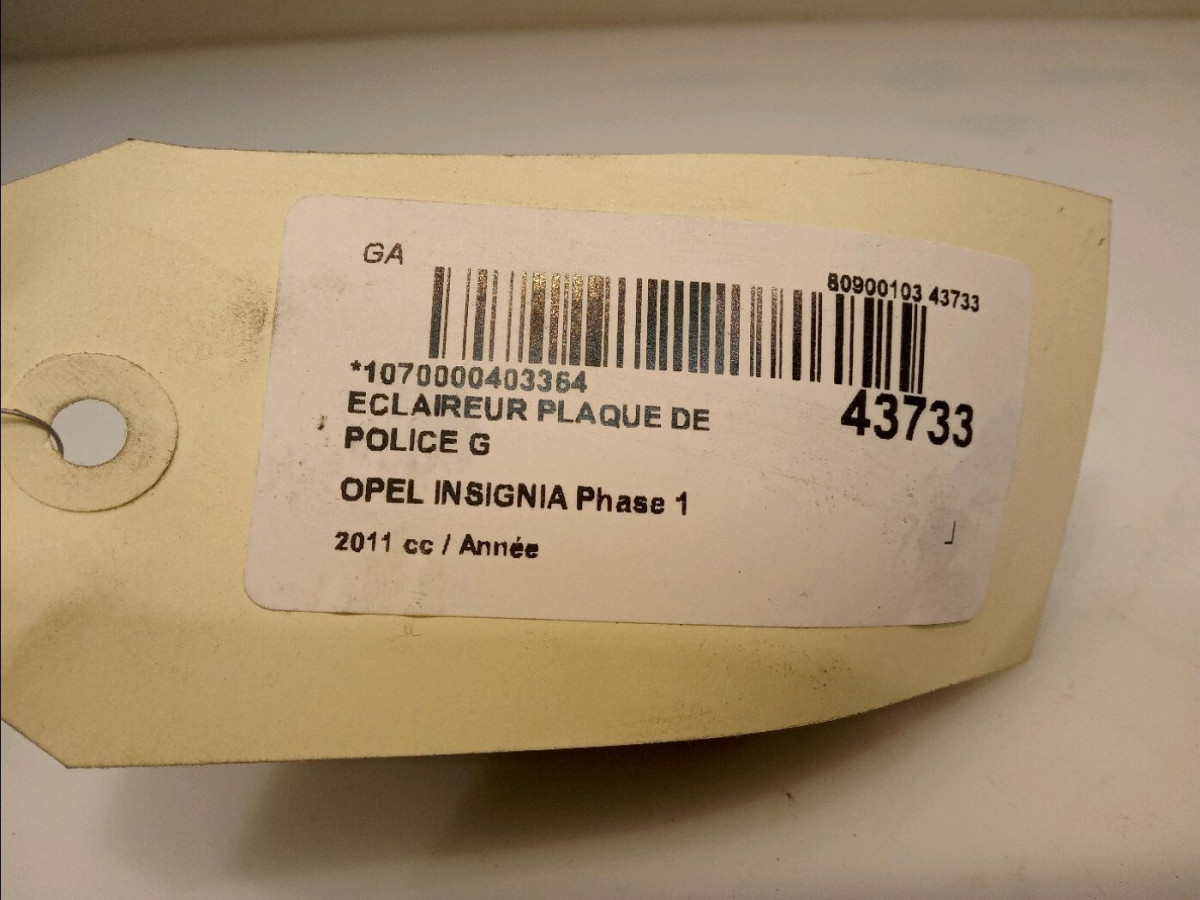 GA
80900103 43733
*1070000403364
ECLAIREUR PLAQUE DE
POLICE G
43733
OPEL INSIGNIA Phase 1
2011 cc / Année